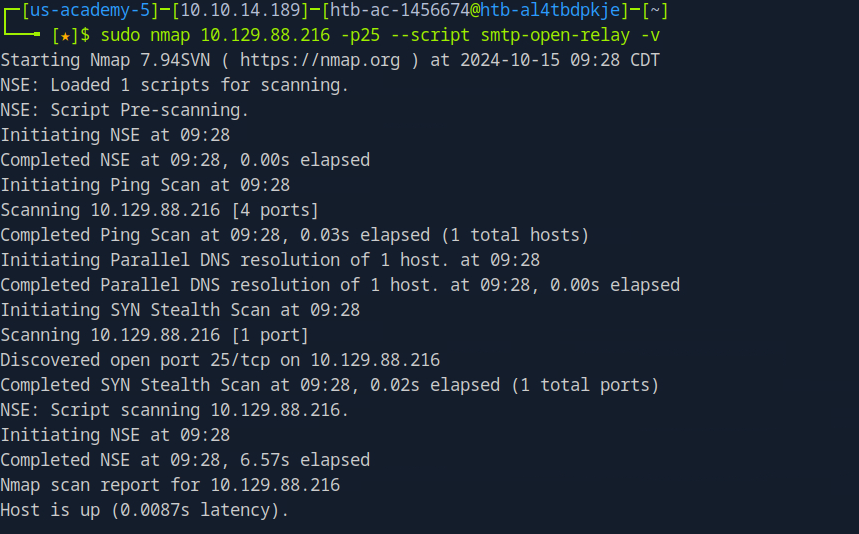 ┌─[us-academy-5]─[10.10.14.189]─[htb-ac-1456674@htb-al4tbdpkje]─[~]
└──╼ [★]$ sudo nmap 10.129.88.216 -p25 --script smtp-open-relay -v
Starting Nmap 7.94SVN ( https://nmap.org ) at 2024-10-15 09:28 CDT
NSE: Loaded 1 scripts for scanning.
NSE: Script Pre-scanning.
Initiating NSE at 09:28
Completed NSE at 09:28, 0.00s elapsed
Initiating Ping Scan at 09:28
Scanning 10.129.88.216 [4 ports]
Completed Ping Scan at 09:28, 0.03s elapsed (1 total hosts)
Initiating Parallel DNS resolution of 1 host. at 09:28
Completed Parallel DNS resolution of 1 host. at 09:28, 0.00s elapsed
Initiating SYN Stealth Scan at 09:28
Scanning 10.129.88.216 [1 port]
Discovered open port 25/tcp on 10.129.88.216
Completed SYN Stealth Scan at 09:28, 0.02s elapsed (1 total ports)
NSE: Script scanning 10.129.88.216.
Initiating NSE at 09:28
Completed NSE at 09:28, 6.57s elapsed
Nmap scan report for 10.129.88.216
Host is up (0.0087s latency).